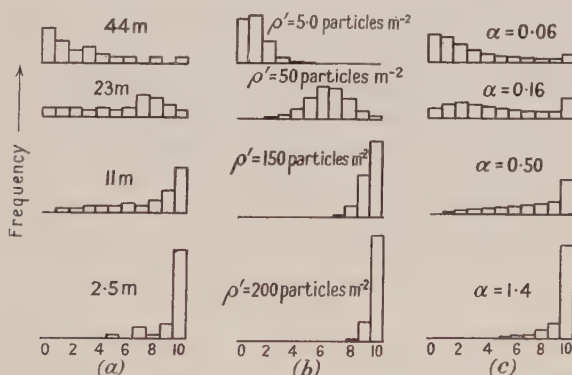 44 m
ρ′=5·0 particles m⁻²
α=0·06
23m
ρ′=50 particles m⁻²
α=0·16
11m
ρ′=150 particles m⁻²
α=0·50
2·5 m
ρ′=200 particles m⁻²
α=1·4
Frequency
0 2 4 6 8 10
0 2 4 6 8 10
0 2 4 6 8 10
(a)
(b)
(c)